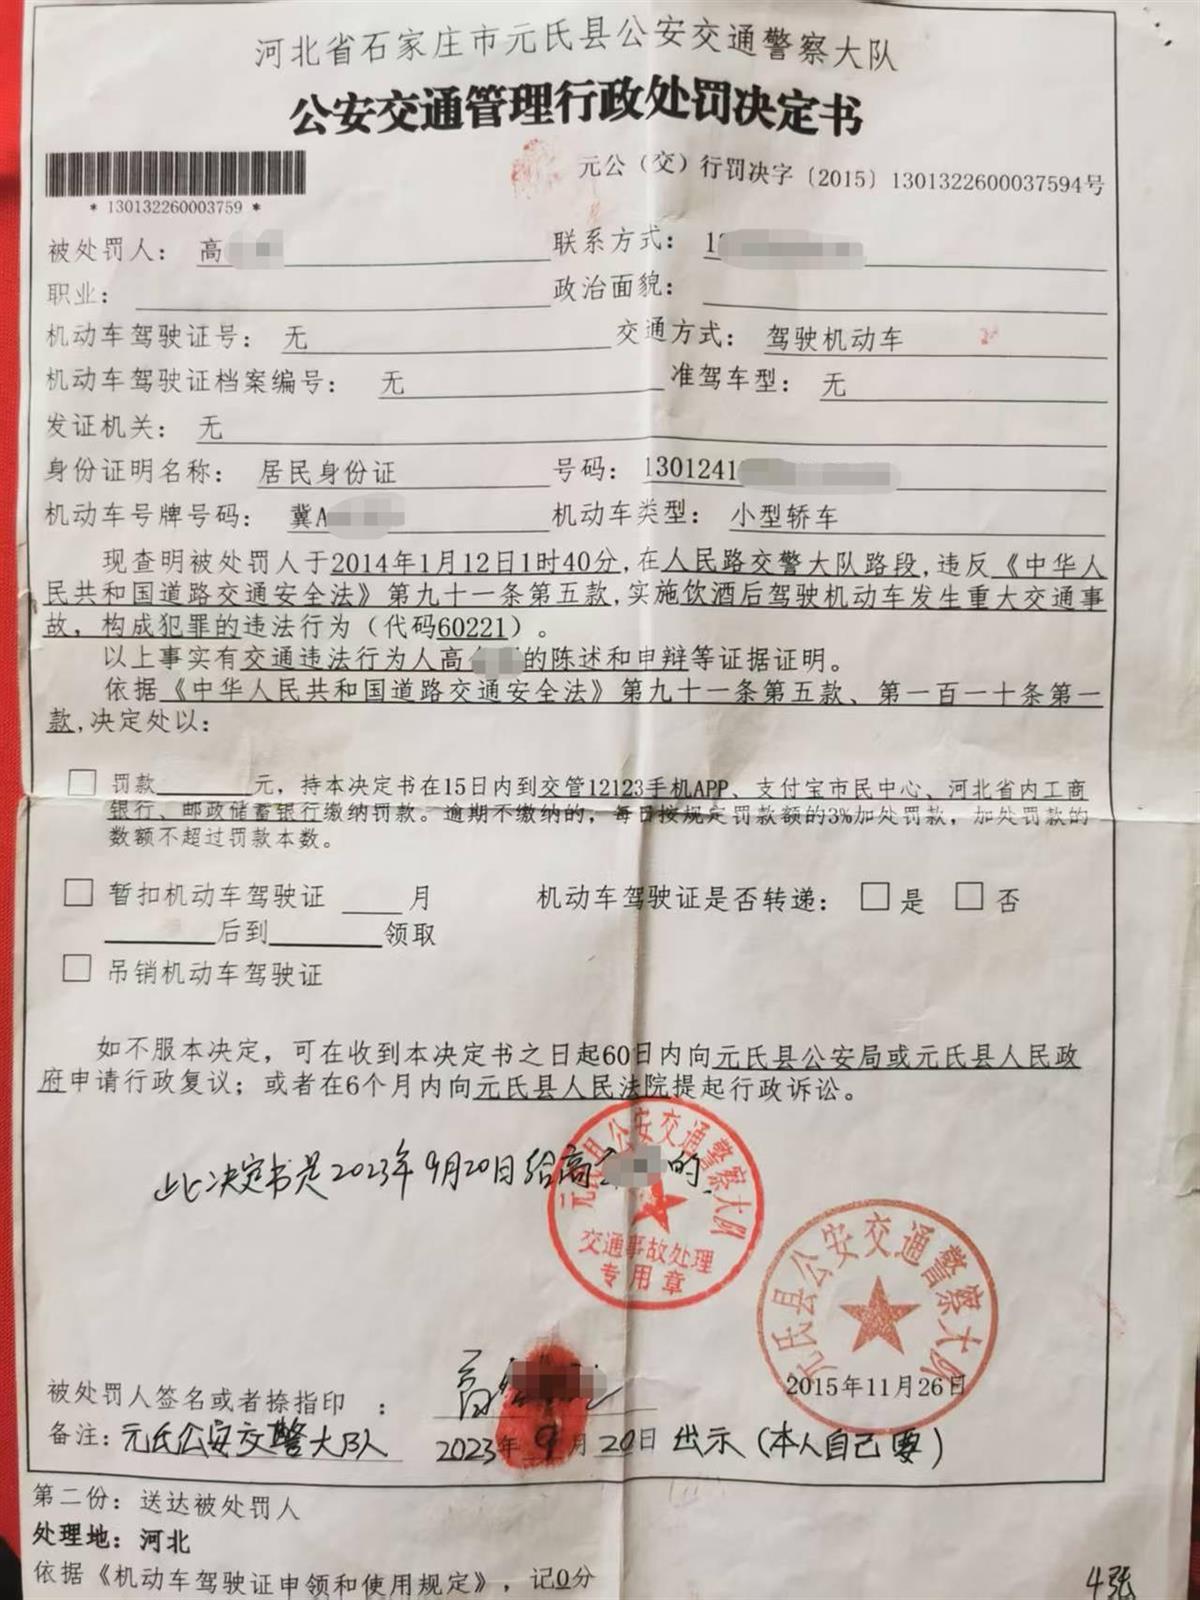 河北省石家庄市元氏县公安交通警察大队
公安交通管理行政处罚决定书
元公（交）行罚决字〔2015〕1301322600037594号
* 130132260003759 *
被处罚人： 高 联系方式： 1
职业： 政治面貌：
机动车驾驶证号： 无 交通方式： 驾驶机动车
机动车驾驶证档案编号： 无 准驾车型： 无
发证机关： 无
身份证明名称： 居民身份证 号码： 1301241
机动车号牌号码： 冀A 机动车类型： 小型轿车
现查明被处罚人于2014年1月12日1时40分,在人民路交警大队路段,违反《中华人
民共和国道路交通安全法》第九十一条第五款,实施饮酒后驾驶机动车发生重大交通事
故，构成犯罪的违法行为（代码60221）。
以上事实有交通违法行为人高 的陈述和申辩等证据证明。
依据《中华人民共和国道路交通安全法》第九十一条第五款、第一百一十条第一
款,决定处以：
□ 罚款 元，持本决定书在15日内到交管12123手机APP、支付宝市民中心、河北省内工商
银行、邮政储蓄银行缴纳罚款。逾期不缴纳的，每日按规定罚款额的3%加处罚款，加处罚款的
数额不超过罚款本数。
□ 暂扣机动车驾驶证 月 机动车驾驶证是否转递： □ 是 □ 否
后到 领取
□ 吊销机动车驾驶证
如不服本决定，可在收到本决定书之日起60日内向元氏县公安局或元氏县人民政
府申请行政复议；或者在6个月内向元氏县人民法院提起行政诉讼。
此决定书是2023年9月20日给高 的.
元氏县公安交通警察大队
交通事故处理
专用章
元氏县公安交通警察大队
2015年11月26日
被处罚人签名或者捺指印 ： 高
备注：元氏公安交警大队 2023年9月20日 出示（本人自己要）
第二份：送达被处罚人
处理地：河北
依据《机动车驾驶证申领和使用规定》，记0分
4张